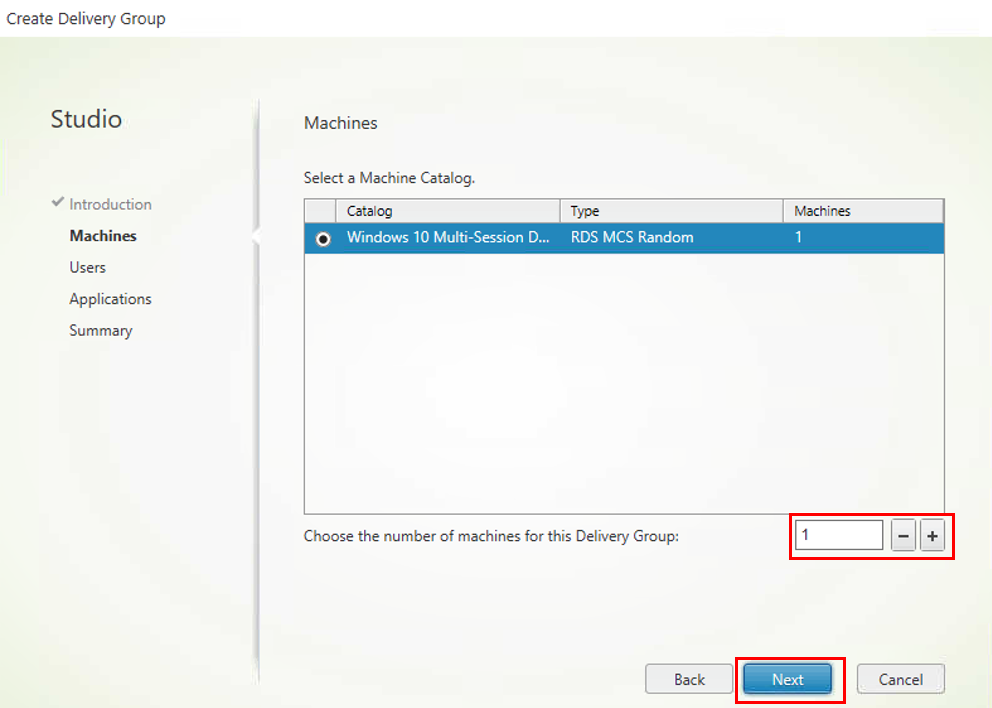 Create Delivery Group
Studio
Introduction
Machines
Users
Applications
Summary
Machines
Select a Machine Catalog.
Catalog Type Machines
Windows 10 Multi-Session D... RDS MCS Random 1
Choose the number of machines for this Delivery Group: 1 − +
Back Next Cancel